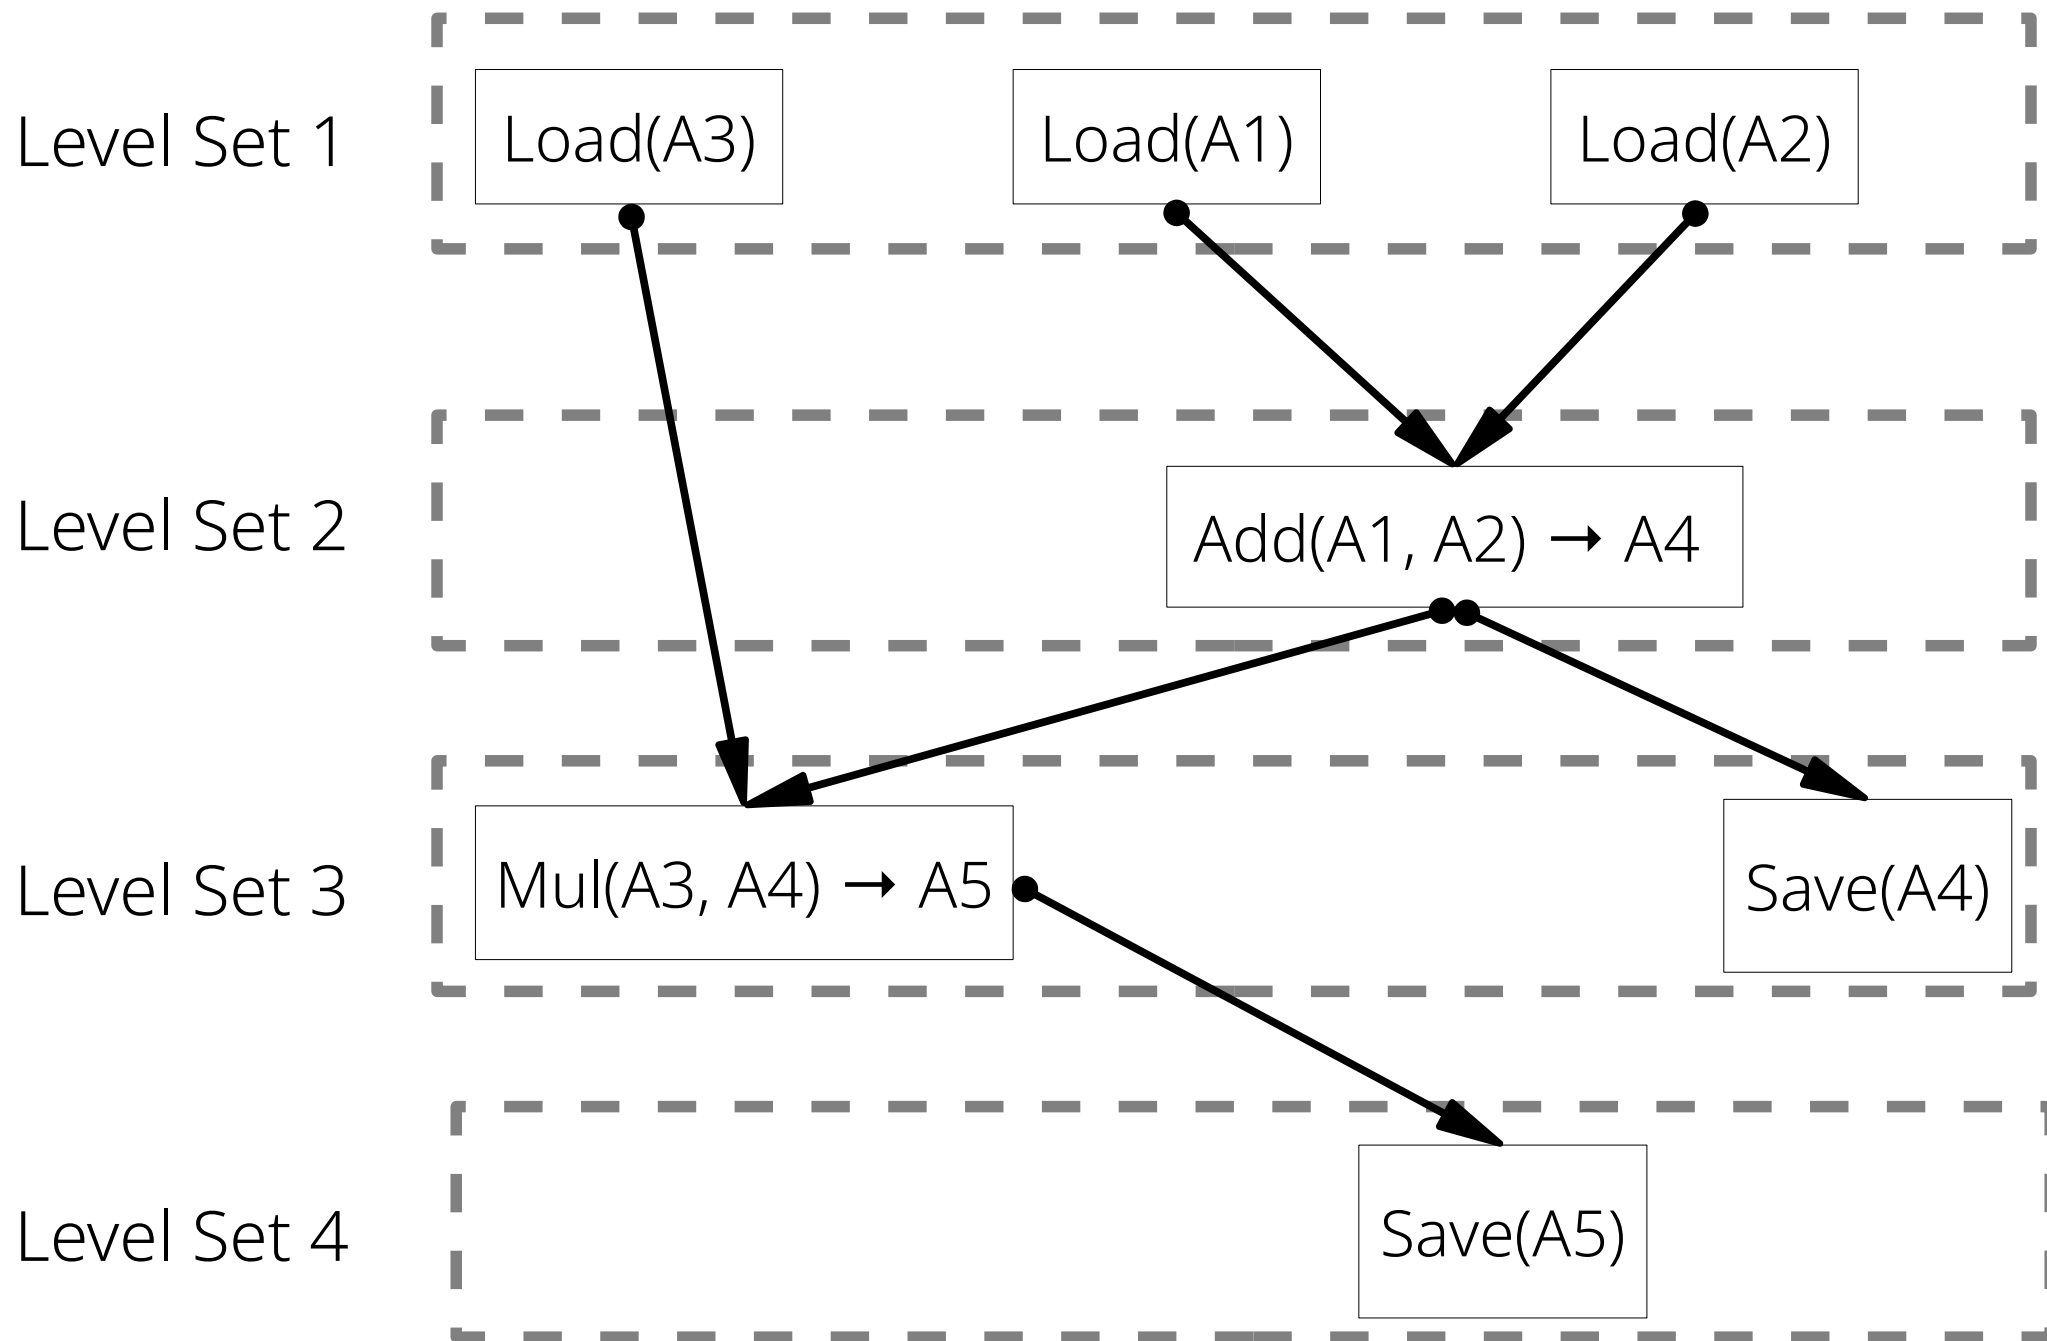 Level Set 1
Load(A3)
Load(A1)
Load(A2)
Level Set 2
Add(A1, A2) → A4
Level Set 3
Mul(A3, A4) → A5
Save(A4)
Level Set 4
Save(A5)